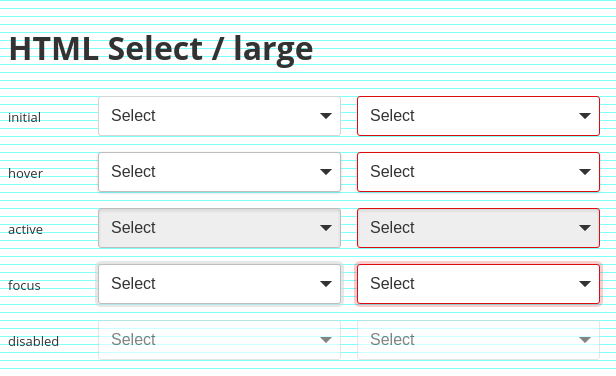 HTML Select / large
initial Select Select
hover Select Select
active Select Select
focus Select Select
disabled Select Select